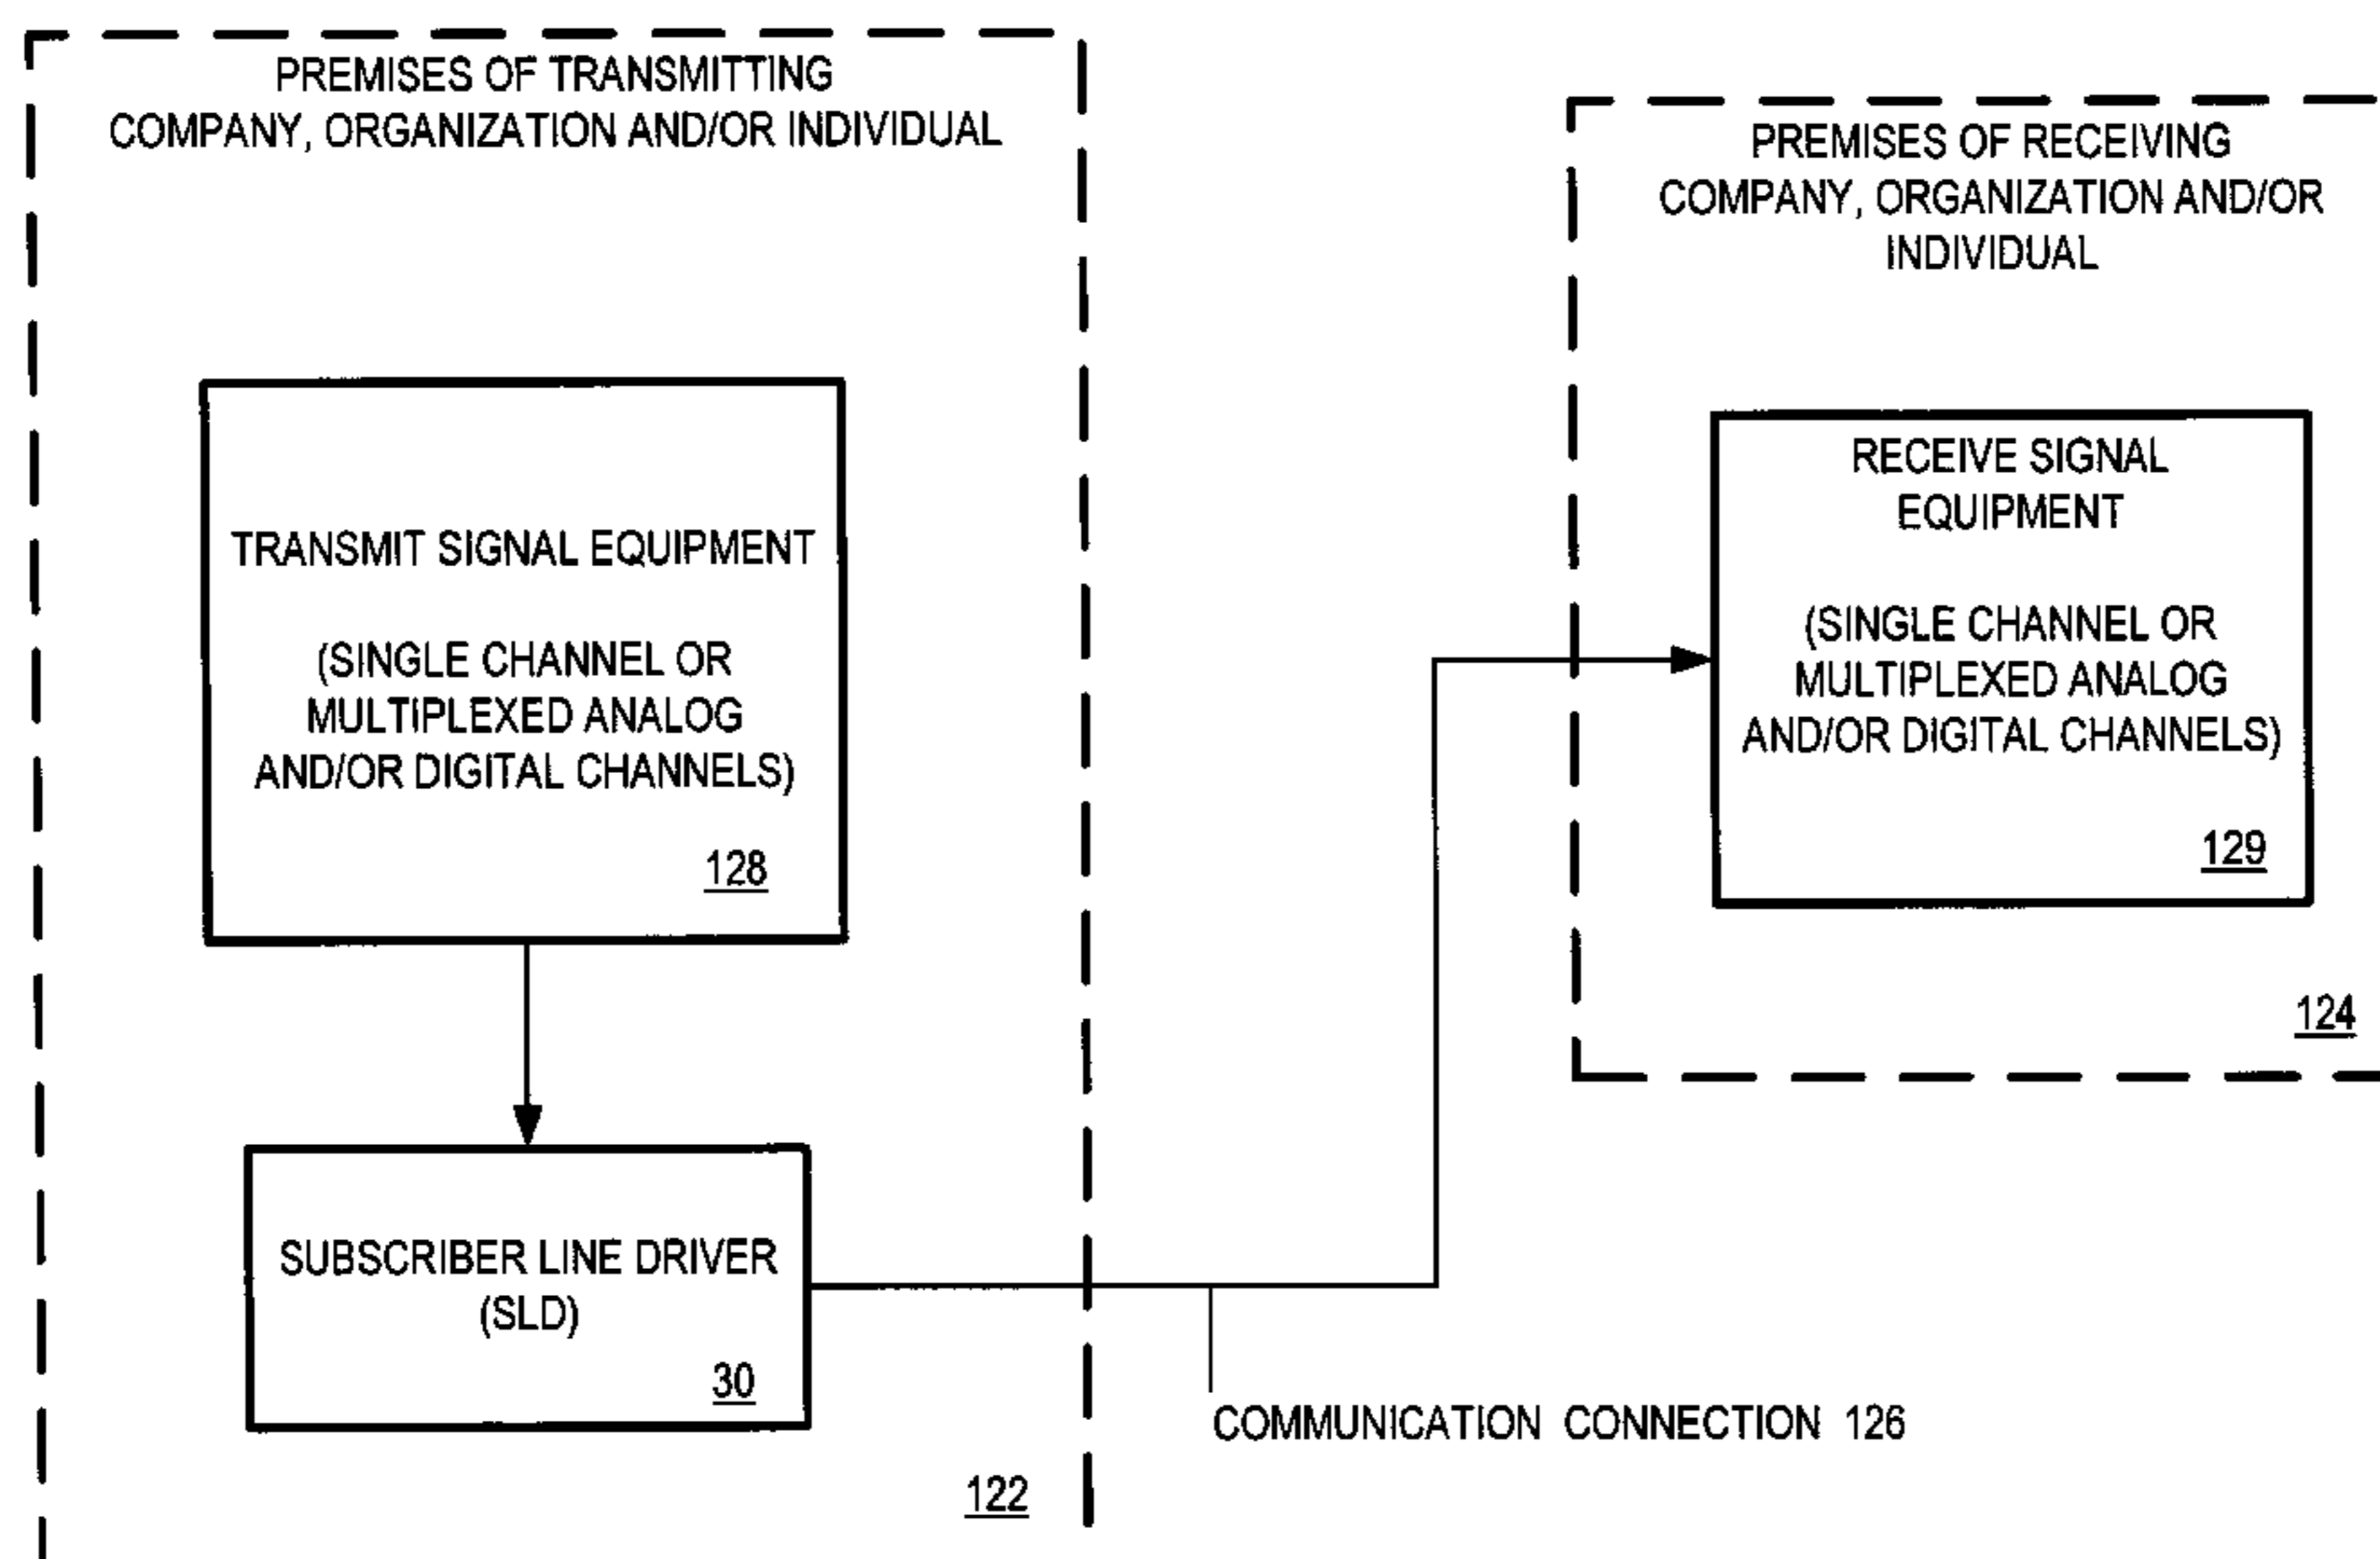 PREMISES OF TRANSMITTING
COMPANY, ORGANIZATION AND/OR INDIVIDUAL
TRANSMIT SIGNAL EQUIPMENT
(SINGLE CHANNEL OR
MULTIPLEXED ANALOG
AND/OR DIGITAL CHANNELS)
128
SUBSCRIBER LINE DRIVER
(SLD)
30
122
COMMUNICATION CONNECTION 126
PREMISES OF RECEIVING
COMPANY, ORGANIZATION AND/OR
INDIVIDUAL
RECEIVE SIGNAL
EQUIPMENT
(SINGLE CHANNEL OR
MULTIPLEXED ANALOG
AND/OR DIGITAL CHANNELS)
129
124